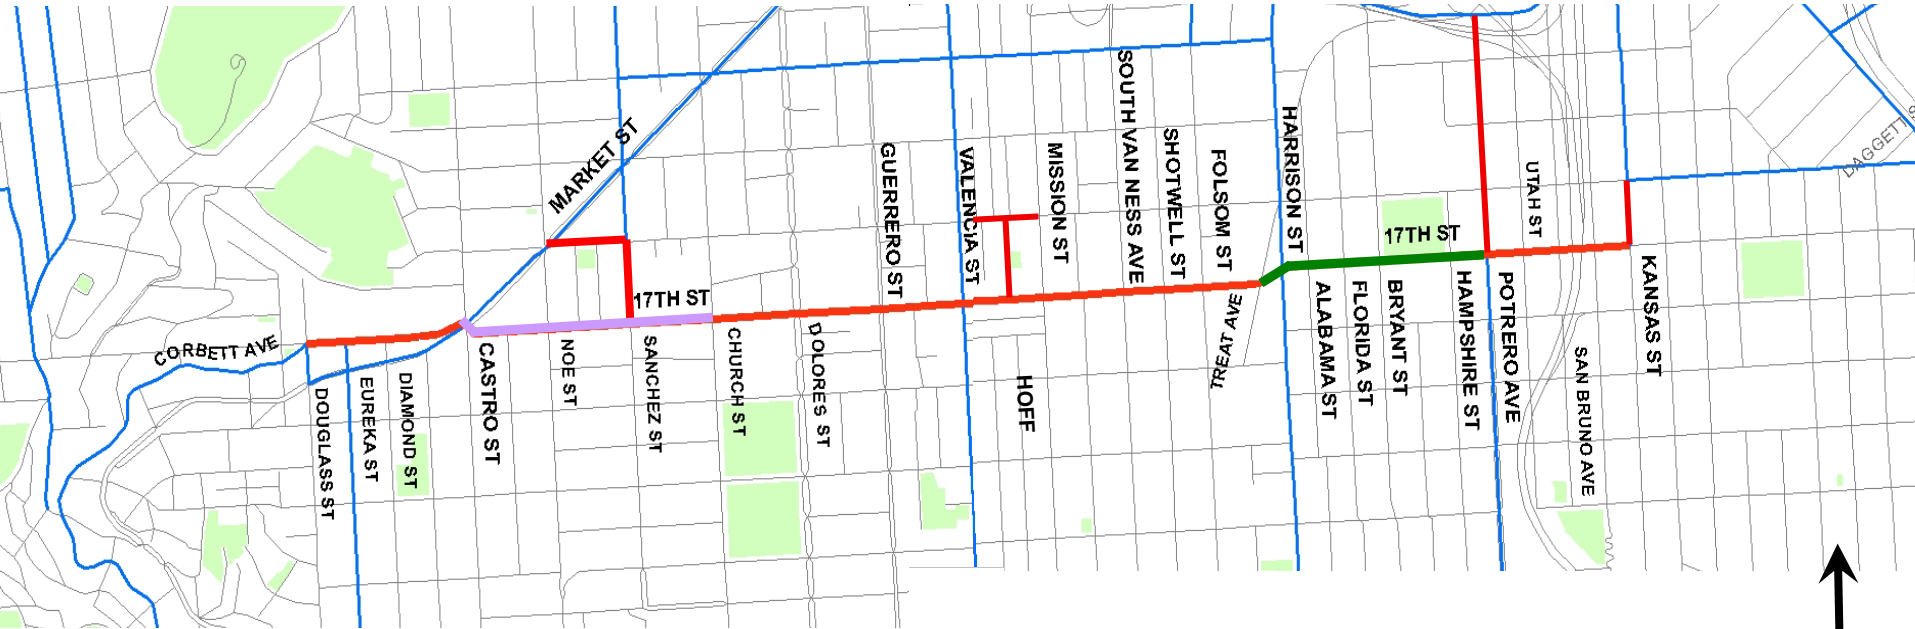 MARKET ST
GUERRERO ST
VALENCIA ST
MISSION ST
SOUTH VAN NESS AVE
SHOTWELL ST
FOLSOM ST
HARRISON ST
17TH ST
UTAH ST
DAGGETT
17TH ST
CORBETT AVE
DOUGLASS ST
EUREKA ST
DIAMOND ST
CASTRO ST
NOE ST
SANCHEZ ST
CHURCH ST
DOLORES ST
HOFF
TREAT AVE
ALABAMA ST
FLORIDA ST
BRYANT ST
HAMPSHIRE ST
POTRERO AVE
SAN BRUNO AVE
KANSAS ST